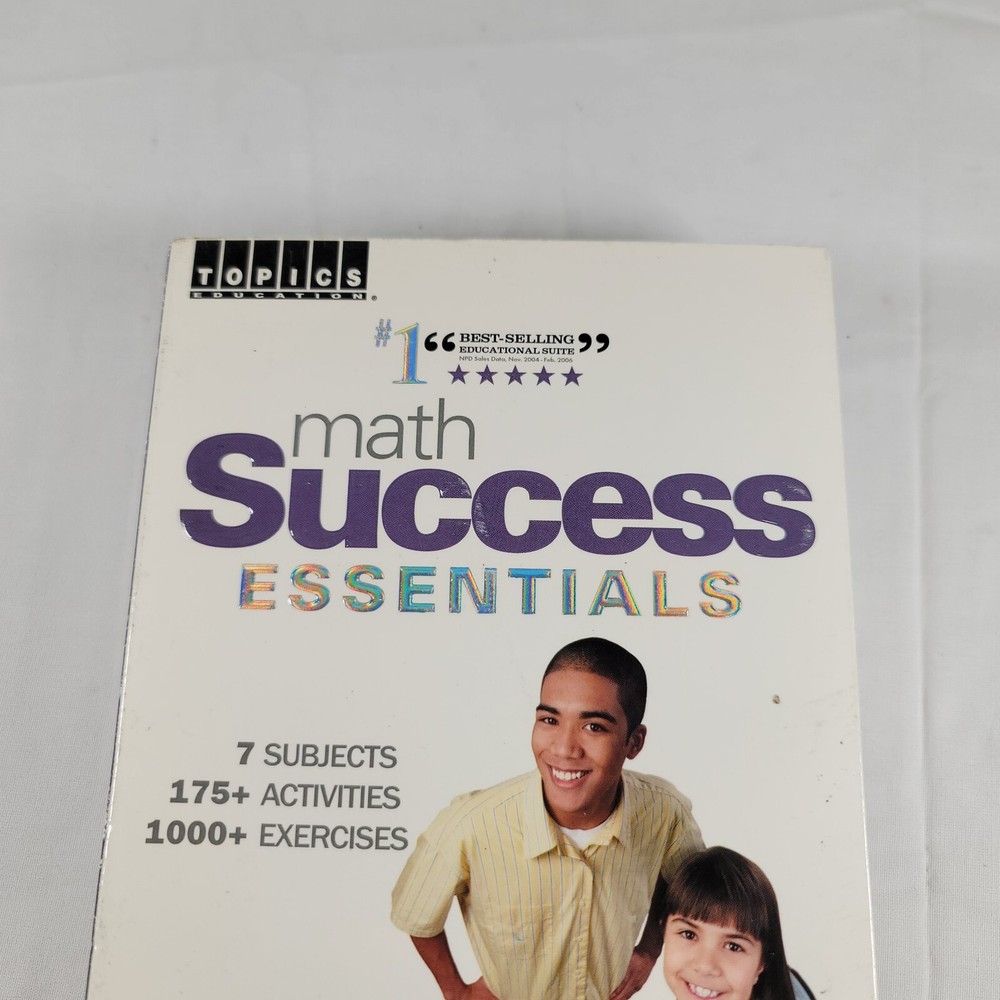 TOPICS
EDUCATION®
#1 “BEST-SELLING
EDUCATIONAL SUITE”
NPD Sales Data, Nov. 2004 - Feb. 2006
math
Success
ESSENTIALS
7 SUBJECTS
175+ ACTIVITIES
1000+ EXERCISES